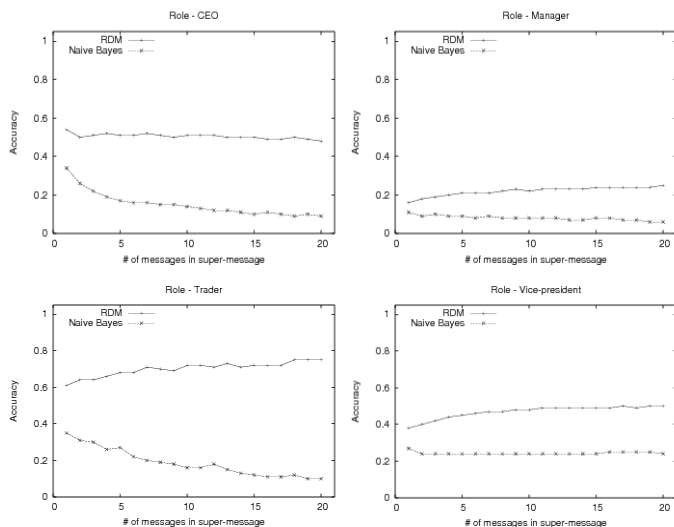 Role - CEO
RDM
Naive Bayes
1
0.8
0.6
0.4
0.2
0
Accuracy
0
5
10
15
20
# of messages in super-message
Role - Manager
RDM
Naive Bayes
1
0.8
0.6
0.4
0.2
0
Accuracy
0
5
10
15
20
# of messages in super-message
Role - Trader
RDM
Naive Bayes
1
0.8
0.6
0.4
0.2
0
Accuracy
0
5
10
15
20
# of messages in super-message
Role - Vice-president
RDM
Naive Bayes
1
0.8
0.6
0.4
0.2
0
Accuracy
0
5
10
15
20
# of messages in super-message